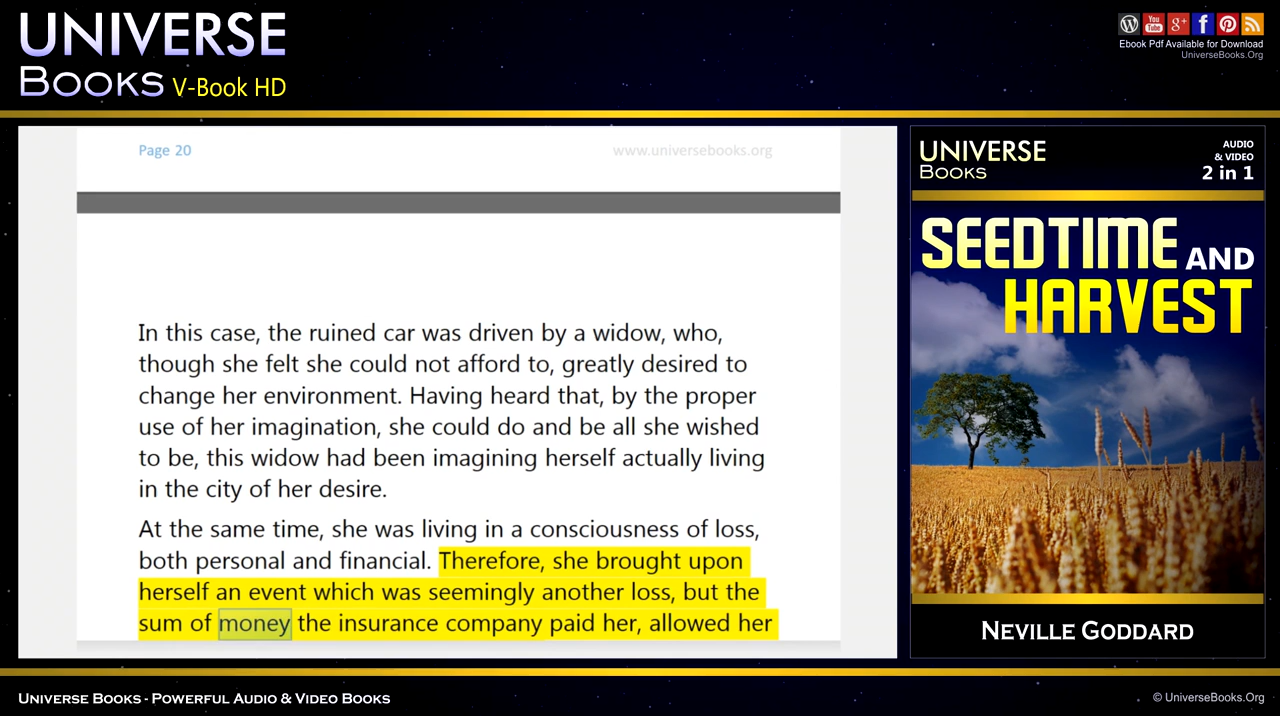 UNIVERSE
BOOKS V-Book HD
You Tube g+ f
Ebook Pdf Available for Download
UniverseBooks.Org
Page 20
www.universebooks.org
In this case, the ruined car was driven by a widow, who,
though she felt she could not afford to, greatly desired to
change her environment. Having heard that, by the proper
use of her imagination, she could do and be all she wished
to be, this widow had been imagining herself actually living
in the city of her desire.
At the same time, she was living in a consciousness of loss,
both personal and financial. Therefore, she brought upon
herself an event which was seemingly another loss, but the
sum of money the insurance company paid her, allowed her
UNIVERSE
BOOKS
AUDIO
& VIDEO
2 in 1
SEEDTIME AND
HARVEST
NEVILLE GODDARD
UNIVERSE BOOKS - POWERFUL AUDIO & VIDEO BOOKS
© UniverseBooks.Org